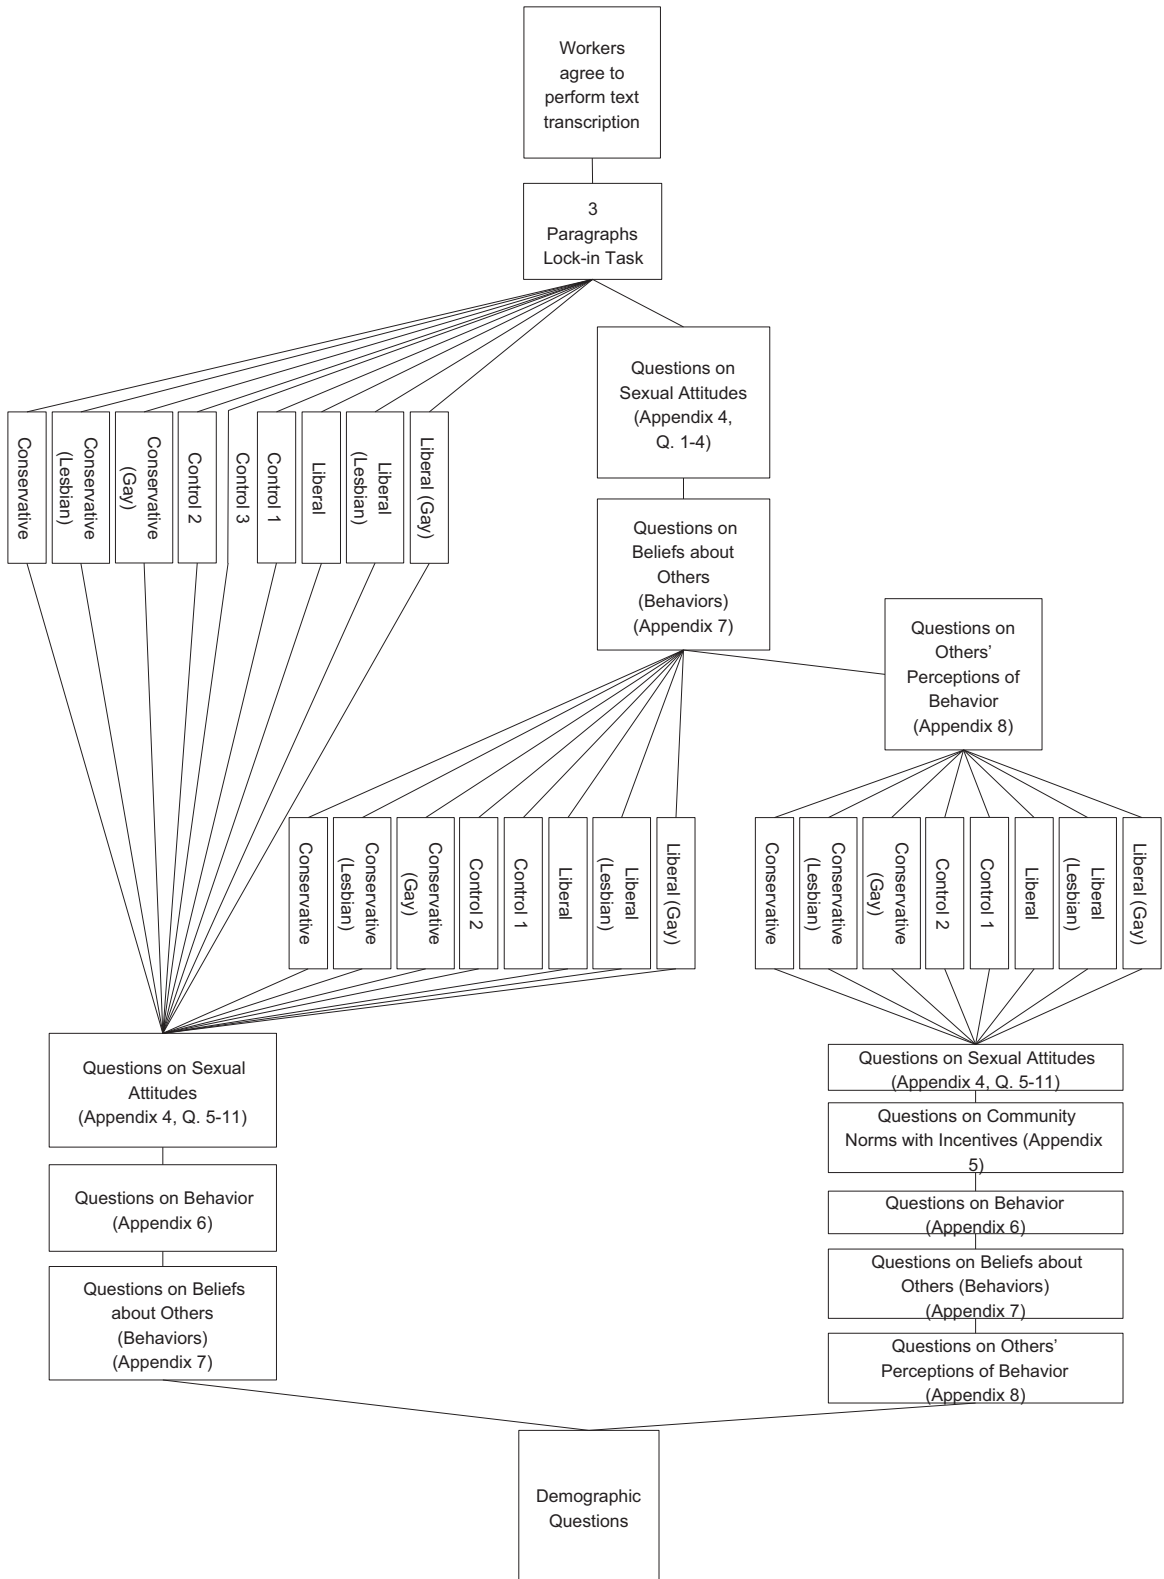 Workers
agree to
perform text
transcription
3
Paragraphs
Lock-in Task
Questions on
Sexual Attitudes
(Appendix 4,
Q. 1-4)
Conservative
Conservative
(Lesbian)
Conservative
(Gay)
Control 2
Control 3
Control 1
Liberal
Liberal
(Lesbian)
Liberal (Gay)
Questions on
Beliefs about
Others
(Behaviors)
(Appendix 7)
Questions on
Others’
Perceptions of
Behavior
(Appendix 8)
Conservative
Conservative
(Lesbian)
Conservative
(Gay)
Control 2
Control 1
Liberal
Liberal
(Lesbian)
Liberal (Gay)
Conservative
Conservative
(Lesbian)
Conservative
(Gay)
Control 2
Control 1
Liberal
Liberal
(Lesbian)
Liberal (Gay)
Questions on Sexual
Attitudes
(Appendix 4, Q. 5-11)
Questions on Behavior
(Appendix 6)
Questions on Beliefs
about Others
(Behaviors)
(Appendix 7)
Questions on Sexual Attitudes
(Appendix 4, Q. 5-11)
Questions on Community
Norms with Incentives (Appendix
5)
Questions on Behavior
(Appendix 6)
Questions on Beliefs about
Others (Behaviors)
(Appendix 7)
Questions on Others’
Perceptions of Behavior
(Appendix 8)
Demographic
Questions